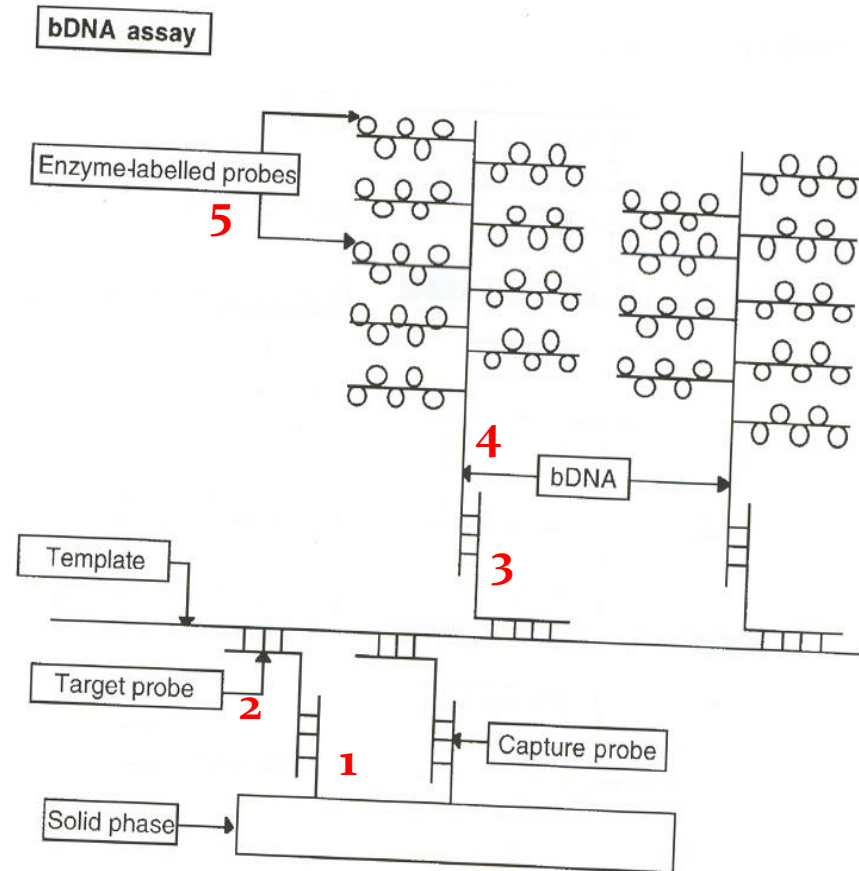 bDNA assay
Enzyme-labelled probes
5
4
bDNA
3
Template
Target probe
2
1
Capture probe
Solid phase